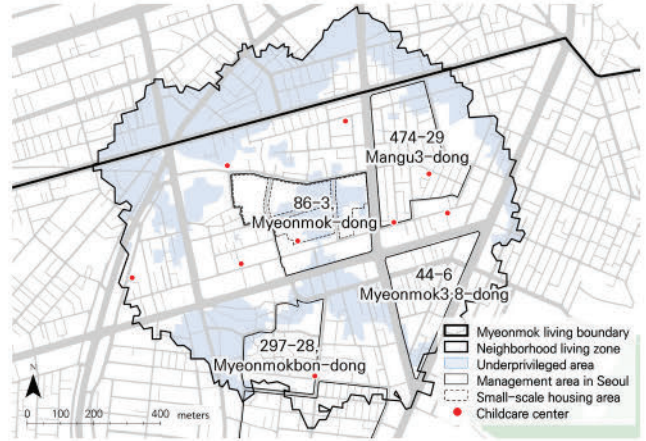 474-29
Mangu3-dong
86-3,
Myeonmok-dong
44-6
Myeonmok3·8-dong
297-28,
Myeonmokbon-dong
Myeonmok living boundary
Neighborhood living zone
Underprivileged area
Management area in Seoul
Small-scale housing area
Childcare center
N
0 200 400 600 meters